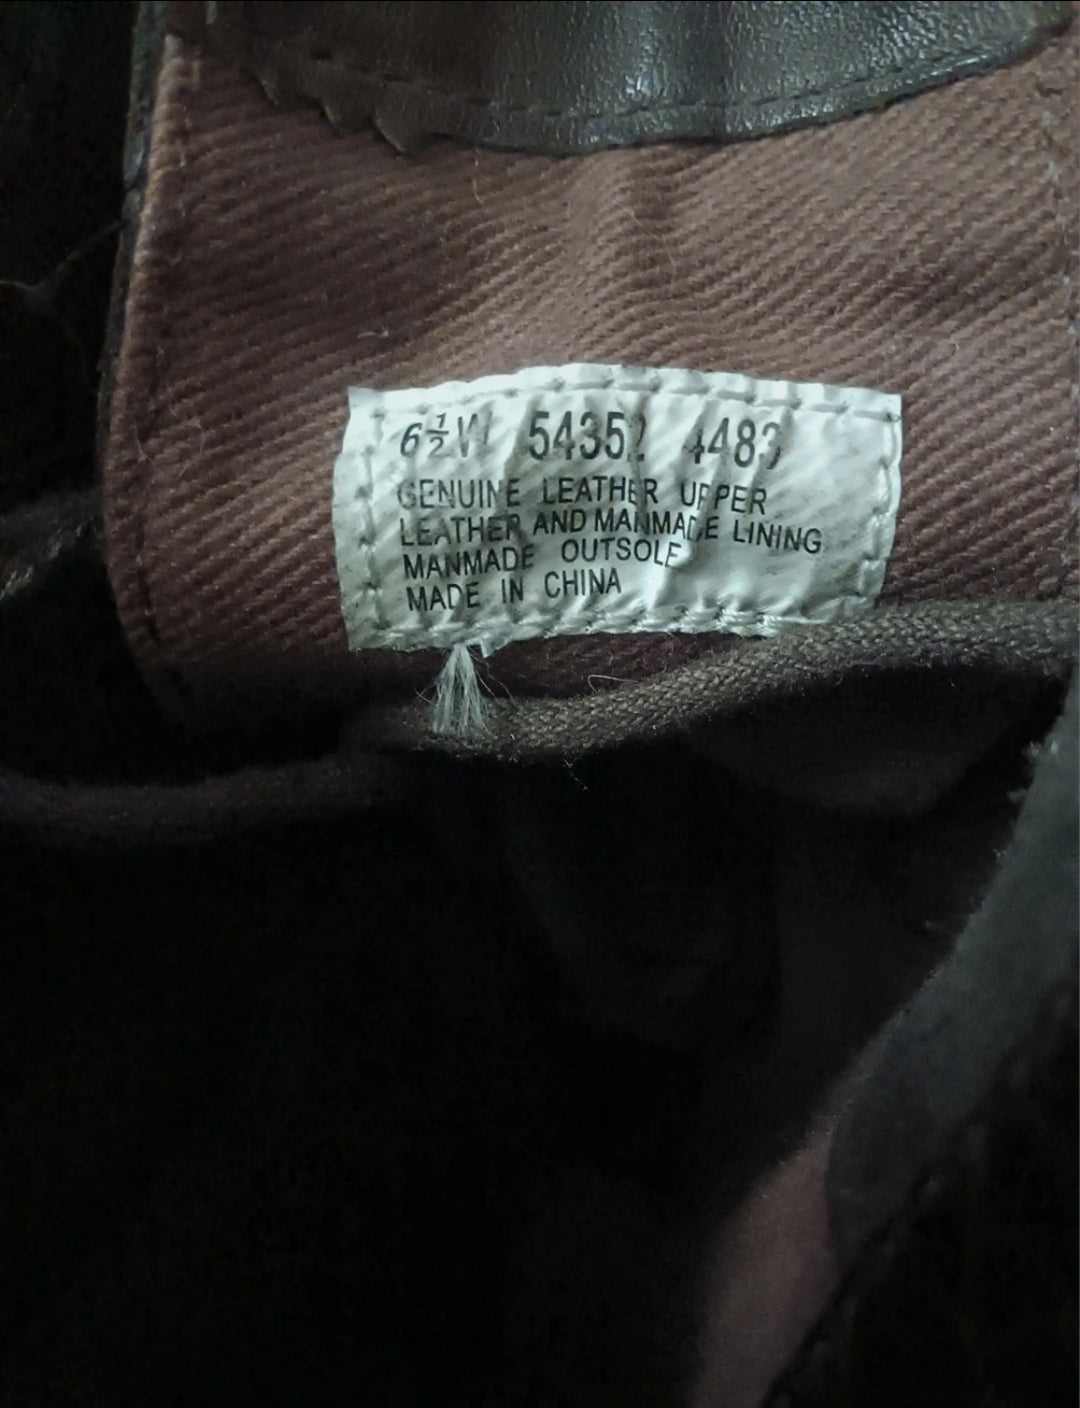 6½W 54352 4483
GENUINE LEATHER UPPER
LEATHER AND MANMADE LINING
MANMADE OUTSOLE
MADE IN CHINA